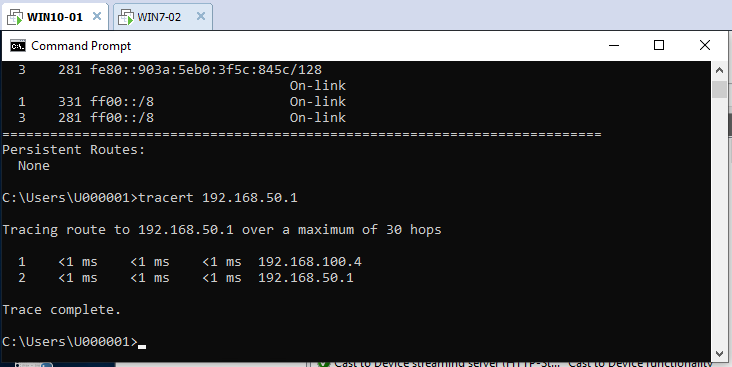 WIN10-01 × WIN7-02 ×
Command Prompt
3 281 fe80::903a:5eb0:3f5c:845c/128
On-link
1 331 ff00::/8 On-link
3 281 ff00::/8 On-link
===========================================================================
Persistent Routes:
None
C:\Users\U000001>tracert 192.168.50.1
Tracing route to 192.168.50.1 over a maximum of 30 hops
1 <1 ms <1 ms <1 ms 192.168.100.4
2 <1 ms <1 ms <1 ms 192.168.50.1
Trace complete.
C:\Users\U000001>
Cast to Device streaming server (HTTP-St... Cast to Device functionality